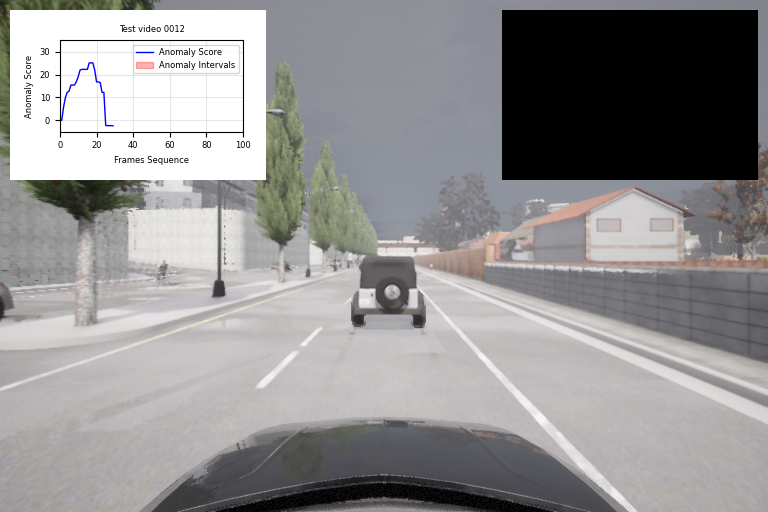 Test video 0012
Anomaly Score
Anomaly Intervals
30
20
10
0
Anomaly Score
0 20 40 60 80 100
Frames Sequence